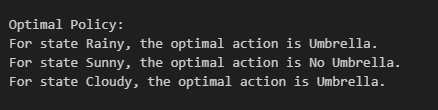 Optimal Policy:
For state Rainy, the optimal action is Umbrella.
For state Sunny, the optimal action is No Umbrella.
For state Cloudy, the optimal action is Umbrella.